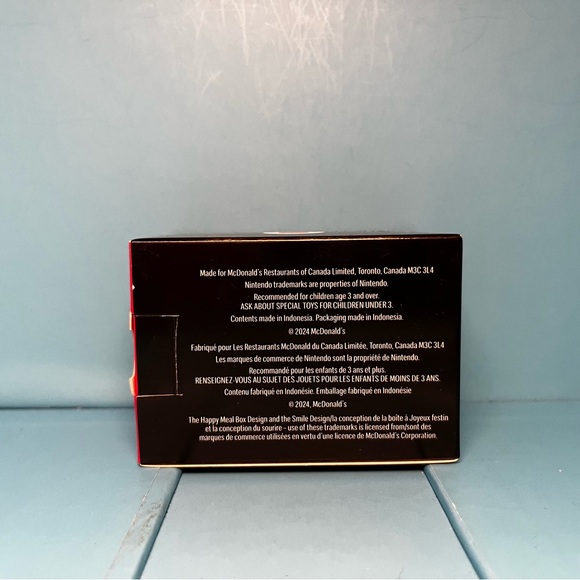 Made for McDonald's Restaurants of Canada Limited, Toronto, Canada M3C 3L4
Nintendo trademarks are properties of Nintendo.
Recommended for children age 3 and over.
ASK ABOUT SPECIAL TOYS FOR CHILDREN UNDER 3.
Contents made in Indonesia. Packaging made in Indonesia.
© 2024 McDonald's
Fabriqué pour Les Restaurants McDonald du Canada Limitée, Toronto, Canada M3C 3L4
Les marques de commerce de Nintendo sont la propriété de Nintendo.
Recommandé pour les enfants de 3 ans et plus.
RENSEIGNEZ-VOUS AU SUJET DES JOUETS POUR LES ENFANTS DE MOINS DE 3 ANS.
Contenu fabriqué en Indonésie. Emballage fabriqué en Indonésie
© 2024, McDonald's
The Happy Meal Box Design and the Smile Design/la conception de la boîte à Joyeux festin
et la conception du sourire - use of these trademarks is licensed from/sont des
marques de commerce utilisées en vertu d'une licence de McDonald's Corporation.